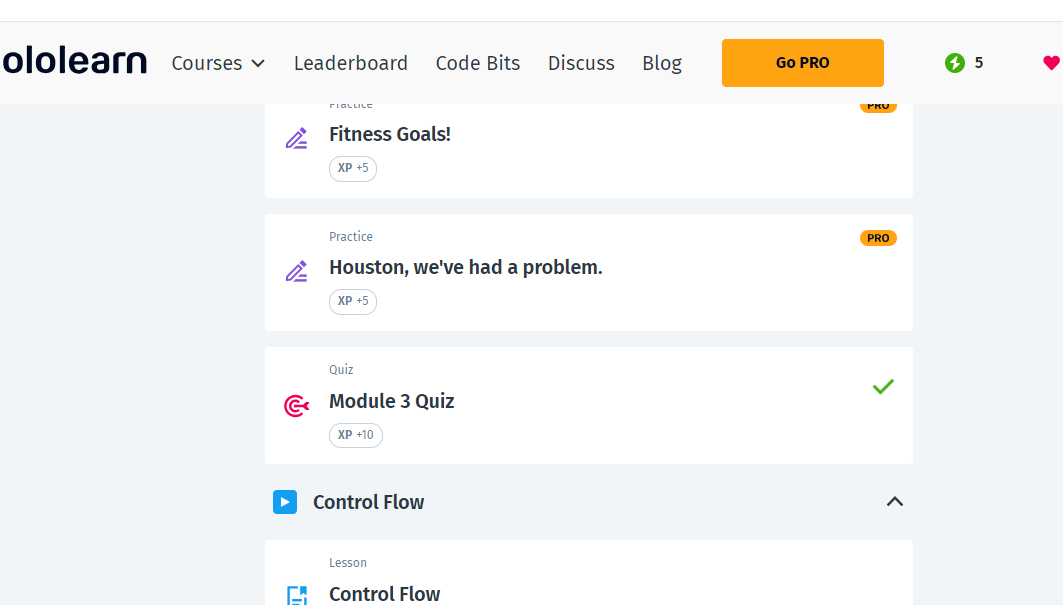 ololearn Courses Leaderboard Code Bits Discuss Blog Go PRO 5
Practice PRO
Fitness Goals!
XP +5
Practice PRO
Houston, we've had a problem.
XP +5
Quiz
Module 3 Quiz
XP +10
Control Flow
Lesson
Control Flow